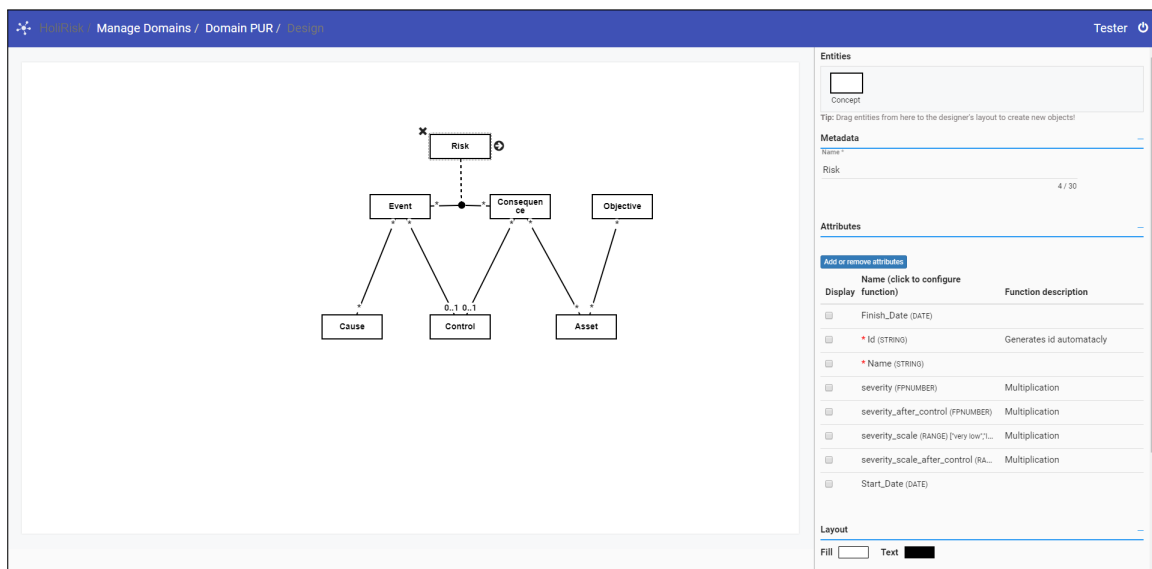 HoliRisk / Manage Domains / Domain PUR / Design
Tester
Risk
Event
*
*
Consequen
ce
Objective
* *
* *
*
*
0..1 0..1
* *
Cause
Control
Asset
Entities
Concept
Tip: Drag entities from here to the designer's layout to create new objects!
Metadata
Name *
Risk
4 / 30
Attributes
Add or remove attributes
Display
Name (click to configure
function)
Function description
Finish_Date (DATE)
* Id (STRING)
Generates id automatacly
* Name (STRING)
severity (FPNUMBER)
Multiplication
severity_after_control (FPNUMBER)
Multiplication
severity_scale (RANGE) ["very low","l...
Multiplication
severity_scale_after_control (RA...
Multiplication
Start_Date (DATE)
Layout
Fill
Text